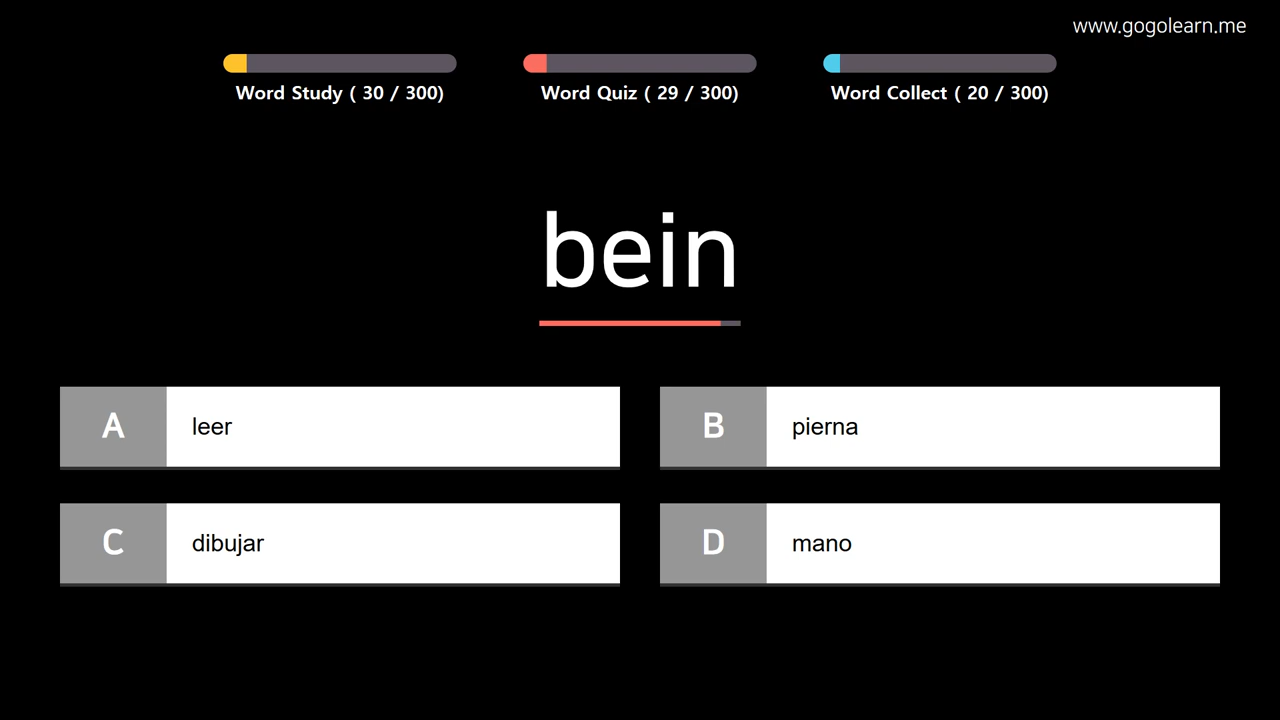 www.gogolearn.me
Word Study ( 30 / 300)
Word Quiz ( 29 / 300)
Word Collect ( 20 / 300)
bein
A leer
B pierna
C dibujar
D mano